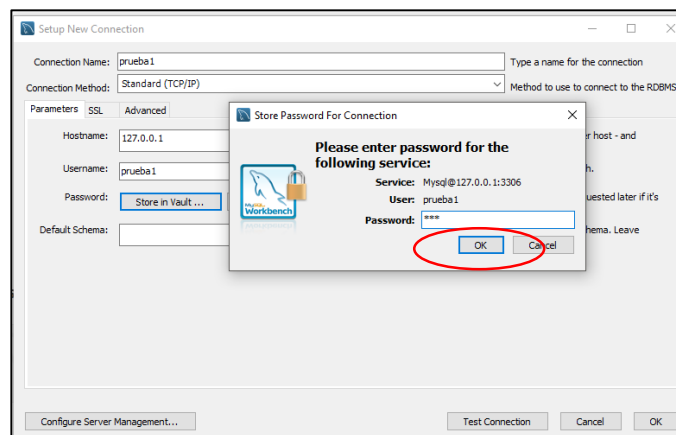 Setup New Connection
Connection Name: prueba1 Type a name for the connection
Connection Method: Standard (TCP/IP) Method to use to connect to the RDBMS
Parameters SSL Advanced
Store Password For Connection
Hostname: 127.0.0.1 host - and
Please enter password for the
following service:
Username: prueba1
Service: Mysql@127.0.0.1:3306
Password: Store in Vault ... uested later if it's
User: prueba1
MySQL
Workbench
Password: ***
Default Schema: hema. Leave
OK Cancel
Configure Server Management... Test Connection Cancel OK